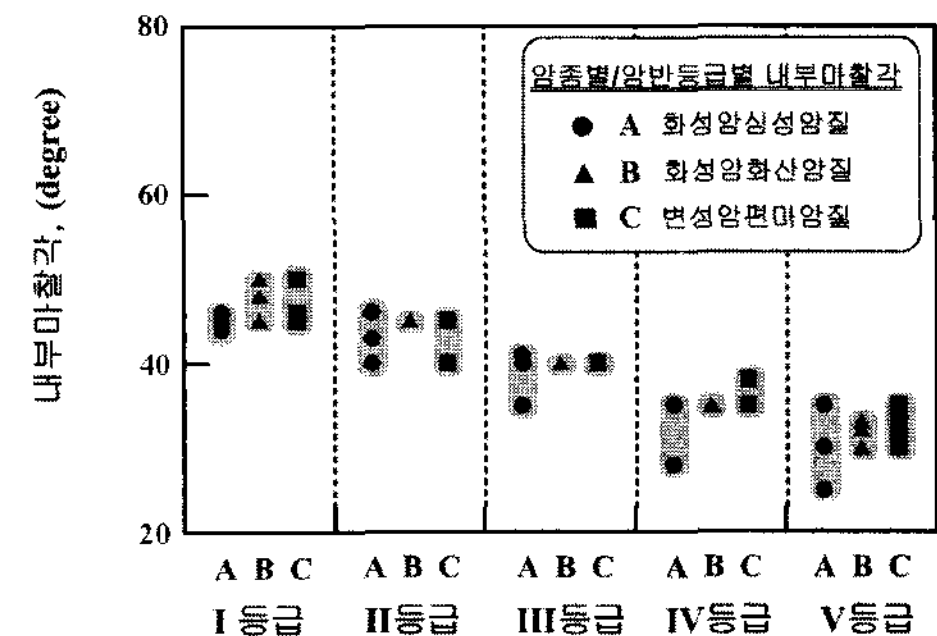 80
60
40
20
내부마찰각, (degree)
암종별/암반등급별 내부마찰각
A 화성암심성암질
B 화성암화산암질
C 변성암편마암질
A B C A B C A B C A B C A B C
I 등급 II등급 III등급 IV등급 V등급